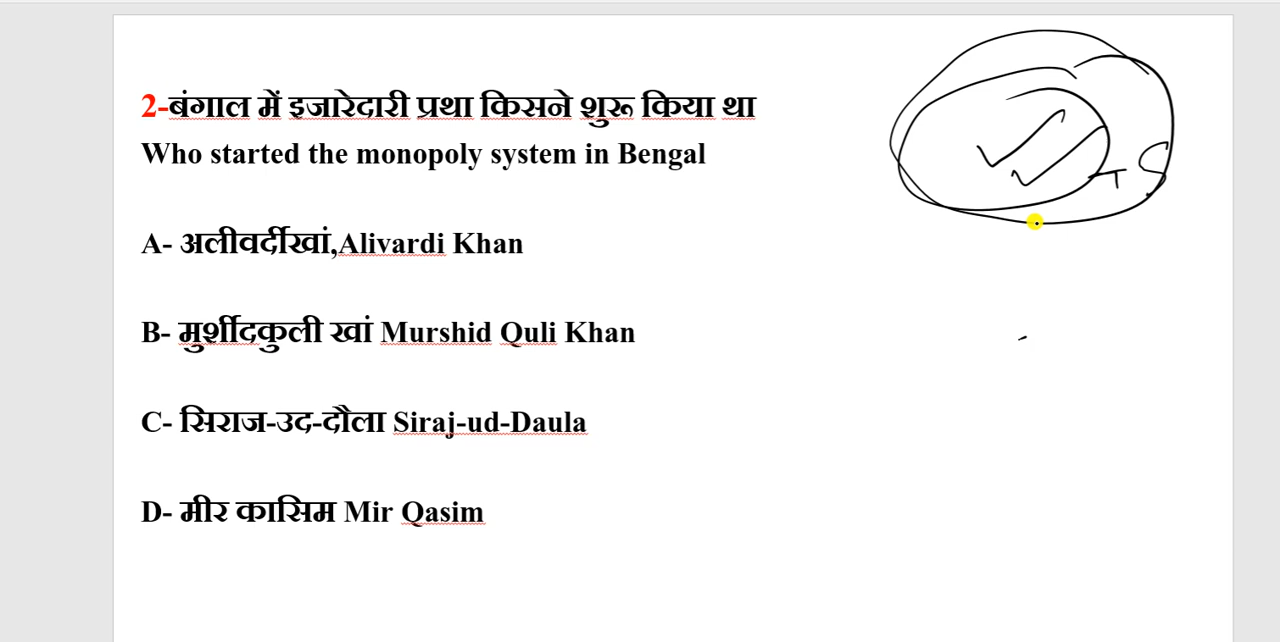 2-बंगाल में इजारेदारी प्रथा किसने शुरू किया था
Who started the monopoly system in Bengal
A- अलीवर्दीखां,Alivardi Khan
B- मुर्शीदकुली खां Murshid Quli Khan
C- सिराज-उद-दौला Siraj-ud-Daula
D- मीर कासिम Mir Qasim